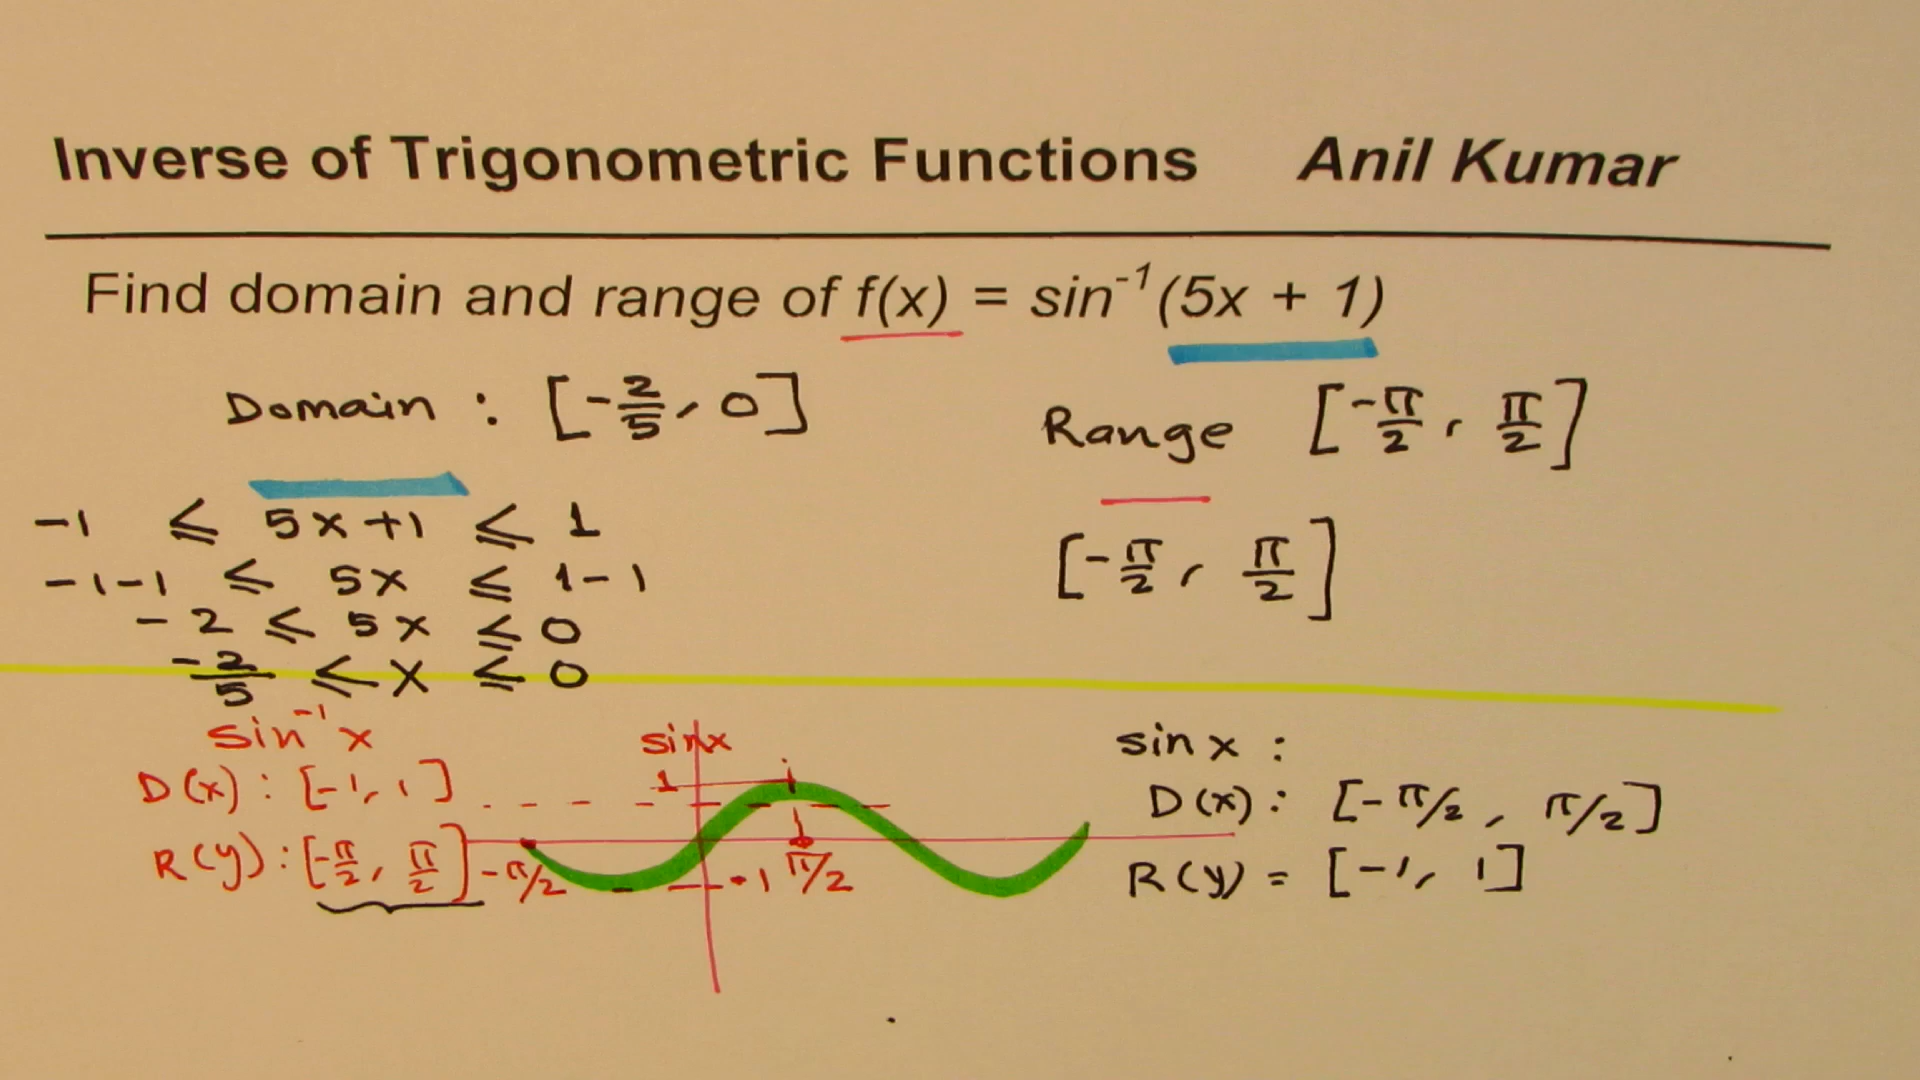 Inverse of Trigonometric Functions Anil Kumar
Find domain and range of f(x) = sin⁻¹(5x + 1)
Domain : [-2/5, 0]
Range [-π/2, π/2]
-1 ≤ 5x+1 ≤ 1
-1-1 ≤ 5x ≤ 1-1
-2 ≤ 5x ≤ 0
-2/5 ≤ x ≤ 0
[-π/2, π/2]
sin⁻¹x
D(x) : [-1, 1]
R(y) : [-π/2, π/2]
sinx
1
-π/2
-1
π/2
sin x :
D(x) : [-π/2, π/2]
R(y) = [-1, 1]